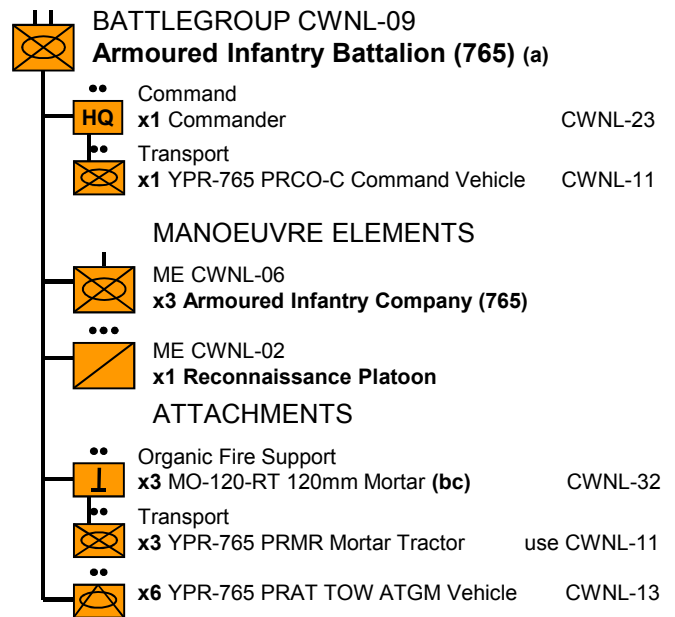 BATTLEGROUP CWNL-09
Armoured Infantry Battalion (765) (a)
Command
HQ x1 Commander CWNL-23
Transport
x1 YPR-765 PRCO-C Command Vehicle CWNL-11
MANOEUVRE ELEMENTS
ME CWNL-06
x3 Armoured Infantry Company (765)
ME CWNL-02
x1 Reconnaissance Platoon
ATTACHMENTS
Organic Fire Support
x3 MO-120-RT 120mm Mortar (bc) CWNL-32
Transport
x3 YPR-765 PRMR Mortar Tractor use CWNL-11
x6 YPR-765 PRAT TOW ATGM Vehicle CWNL-13